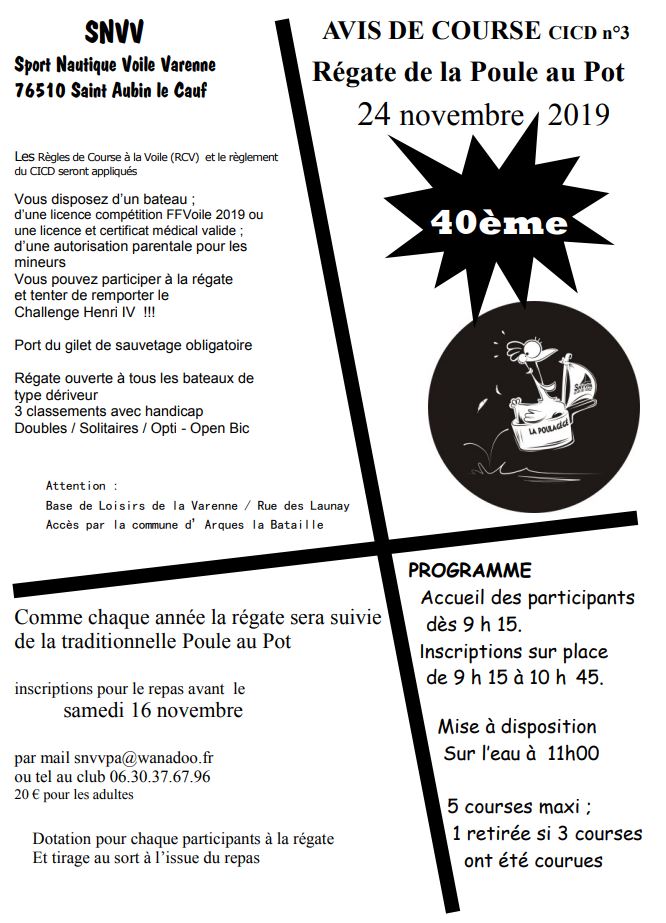 SNVV
Sport Nautique Voile Varenne
76510 Saint Aubin le Cauf
AVIS DE COURSE CICD n°3
Régate de la Poule au Pot
24 novembre 2019
40ème
LA POULAGÉGÉ
Les Règles de Course à la Voile (RCV) et le règlement
du CICD seront appliqués
Vous disposez d'un bateau ;
d'une licence compétition FFVoile 2019 ou
une licence et certificat médical valide ;
d'une autorisation parentale pour les
mineurs
Vous pouvez participer à la régate
et tenter de remporter le
Challenge Henri IV !!!
Port du gilet de sauvetage obligatoire
Régate ouverte à tous les bateaux de
type dériveur
3 classements avec handicap
Doubles / Solitaires / Opti - Open Bic
Attention :
Base de Loisirs de la Varenne / Rue des Launay
Accès par la commune d' Arques la Bataille
Comme chaque année la régate sera suivie
de la traditionnelle Poule au Pot
inscriptions pour le repas avant le
samedi 16 novembre
par mail snvvpa@wanadoo.fr
ou tel au club 06.30.37.67.96
20 € pour les adultes
Dotation pour chaque participants à la régate
Et tirage au sort à l'issue du repas
PROGRAMME
Accueil des participants
dès 9 h 15.
Inscriptions sur place
de 9 h 15 à 10 h 45.
Mise à disposition
Sur l'eau à 11h00
5 courses maxi ;
1 retirée si 3 courses
ont été courues